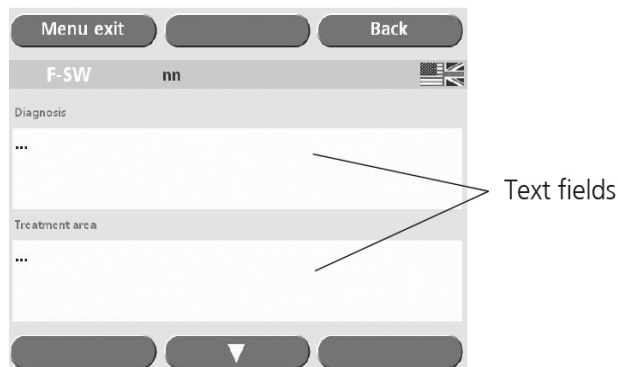 Menu exit Back
F-SW nn
Diagnosis
...
Text fields
Treatment area
...